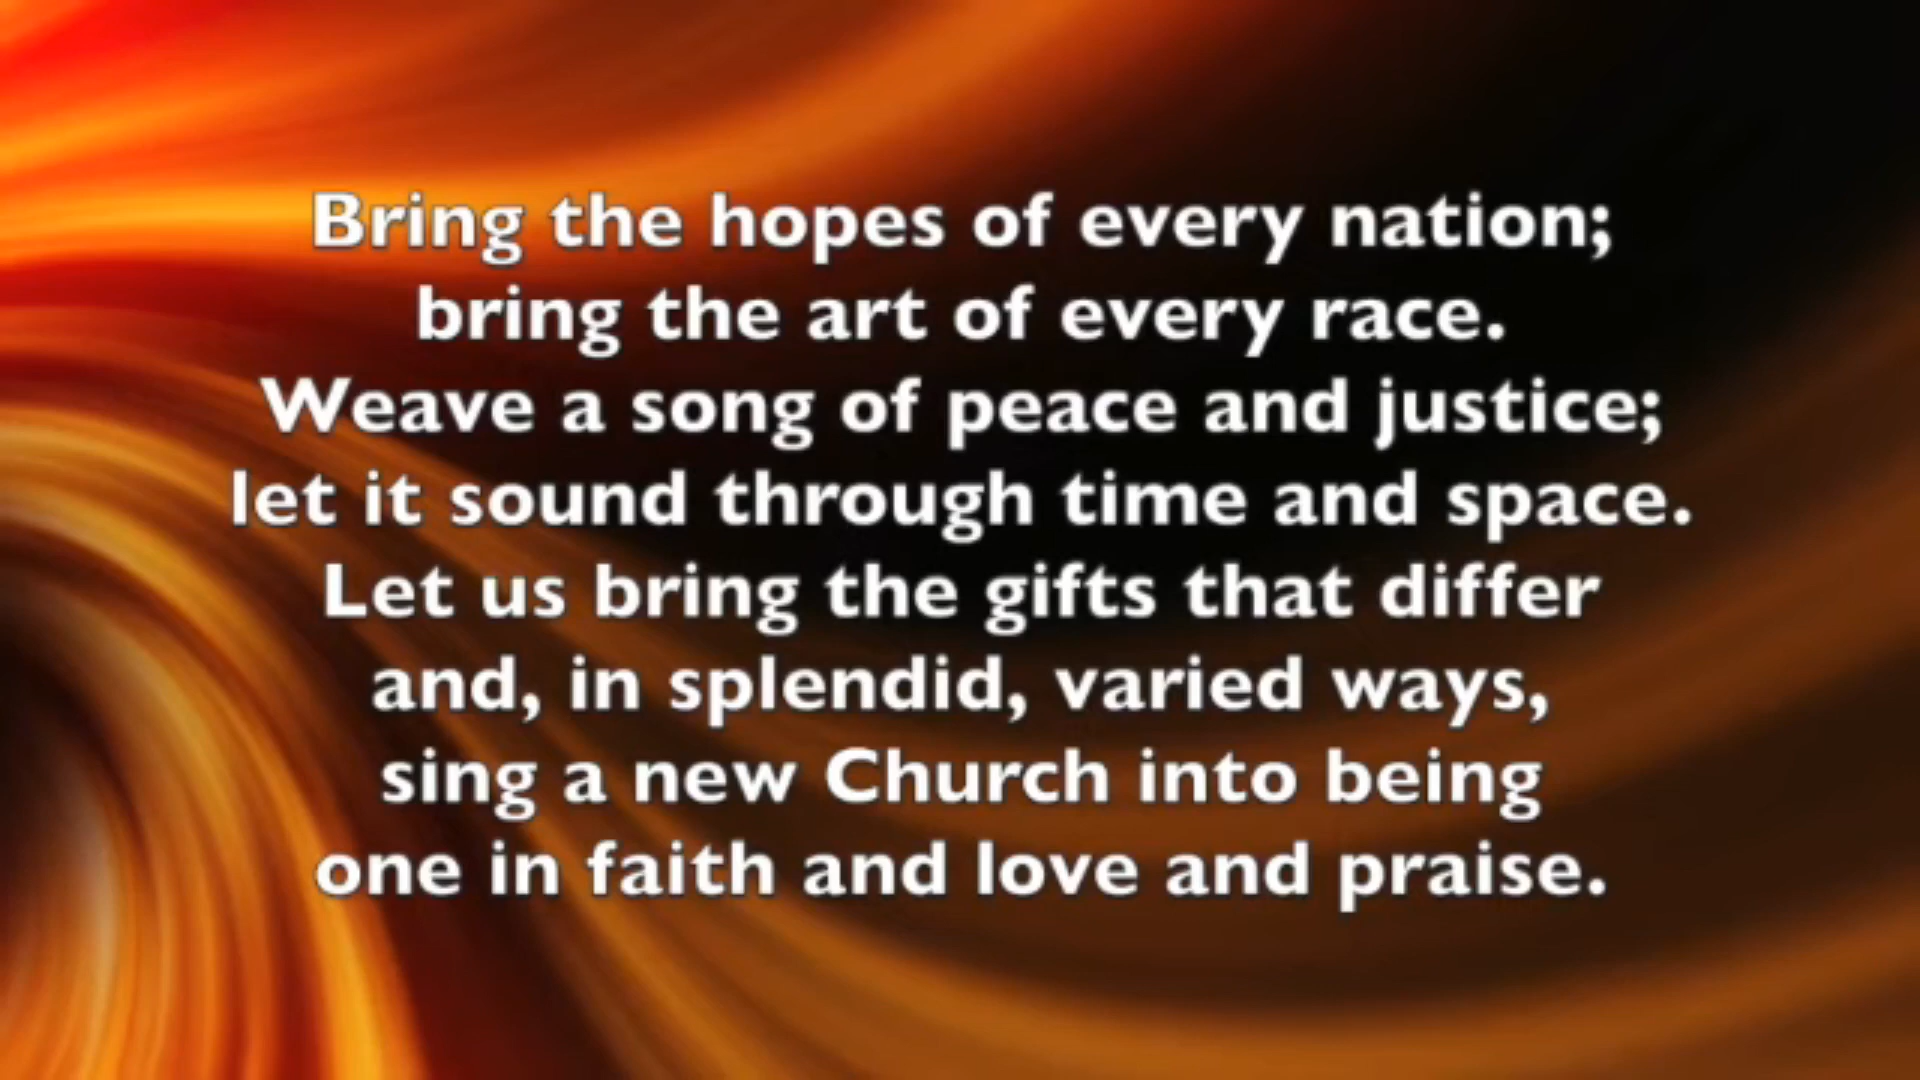 Bring the hopes of every nation;
bring the art of every race.
Weave a song of peace and justice;
let it sound through time and space.
Let us bring the gifts that differ
and, in splendid, varied ways,
sing a new Church into being
one in faith and love and praise.